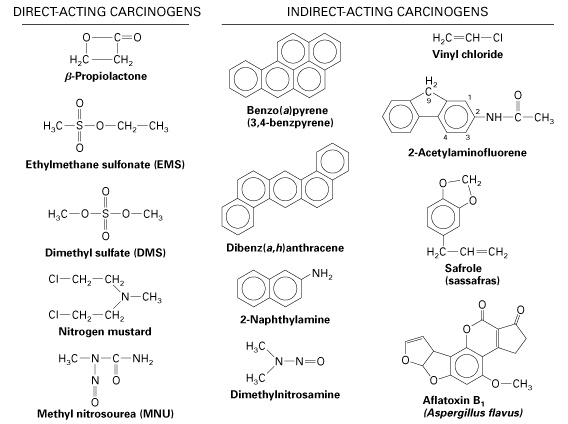 DIRECT-ACTING CARCINOGENS
O C=O
H₂C—CH₂
β-Propiolactone
O
H₃C—S—O—CH₂—CH₃
O
Ethylmethane sulfonate (EMS)
O
H₃C—O—S—O—CH₃
O
Dimethyl sulfate (DMS)
Cl—CH₂—CH₂
N—CH₃
Cl—CH₂—CH₂
Nitrogen mustard
H₃C—N—C—NH₂
N O
O
Methyl nitrosourea (MNU)
INDIRECT-ACTING CARCINOGENS
Benzo(a)pyrene
(3,4-benzpyrene)
Dibenz(a,h)anthracene
NH₂
2-Naphthylamine
H₃C
N—N=O
H₃C
Dimethylnitrosamine
H₂C=CH—Cl
Vinyl chloride
H₂
C
9
1
2
3
4
O
NH—C—CH₃
2-Acetylaminofluorene
O—CH₂
O
H₂C—CH=CH₂
Safrole
(sassafras)
O O
O
O
O
O—CH₃
Aflatoxin B₁
(Aspergillus flavus)